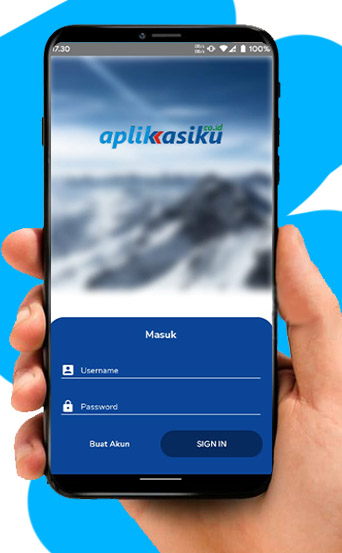 17.30
100%
co.id
aplikasiku
Masuk
Username
Password
Buat Akun
SIGN IN